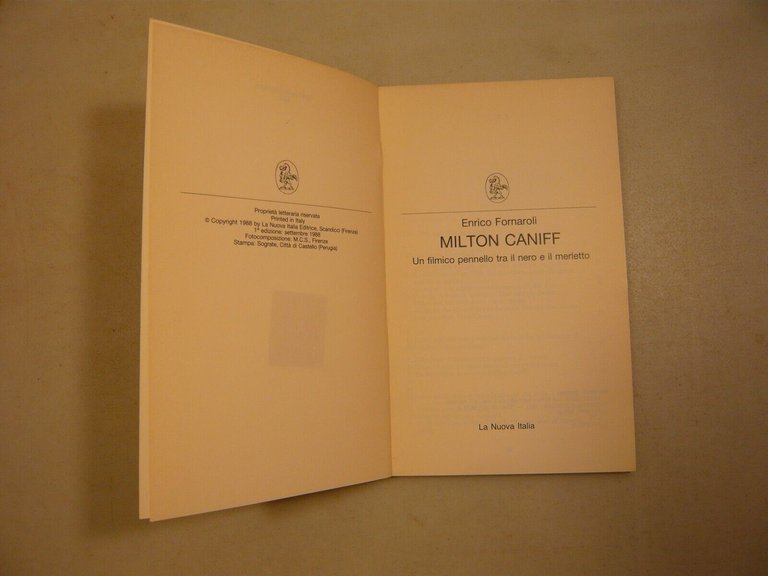 Proprietà letteraria riservata
Printed in Italy
© Copyright 1988 by La Nuova Italia Editrice, Scandicci (Firenze)
1ª edizione: settembre 1988
Fotocomposizione: M.C.S., Firenze
Stampa: Sograte, Città di Castello (Perugia)
Enrico Fornaroli
MILTON CANIFF
Un filmico pennello tra il nero e il merletto
La Nuova Italia